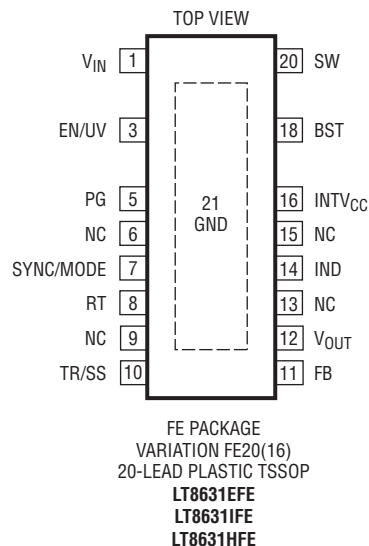 TOP VIEW
VIN 1 20 SW
EN/UV 3 18 BST
PG 5 16 INTVCC
NC 6 15 NC
21
GND
SYNC/MODE 7 14 IND
RT 8 13 NC
NC 9 12 VOUT
TR/SS 10 11 FB
FE PACKAGE
VARIATION FE20(16)
20-LEAD PLASTIC TSSOP
LT8631EFE
LT8631IFE
LT8631HFE